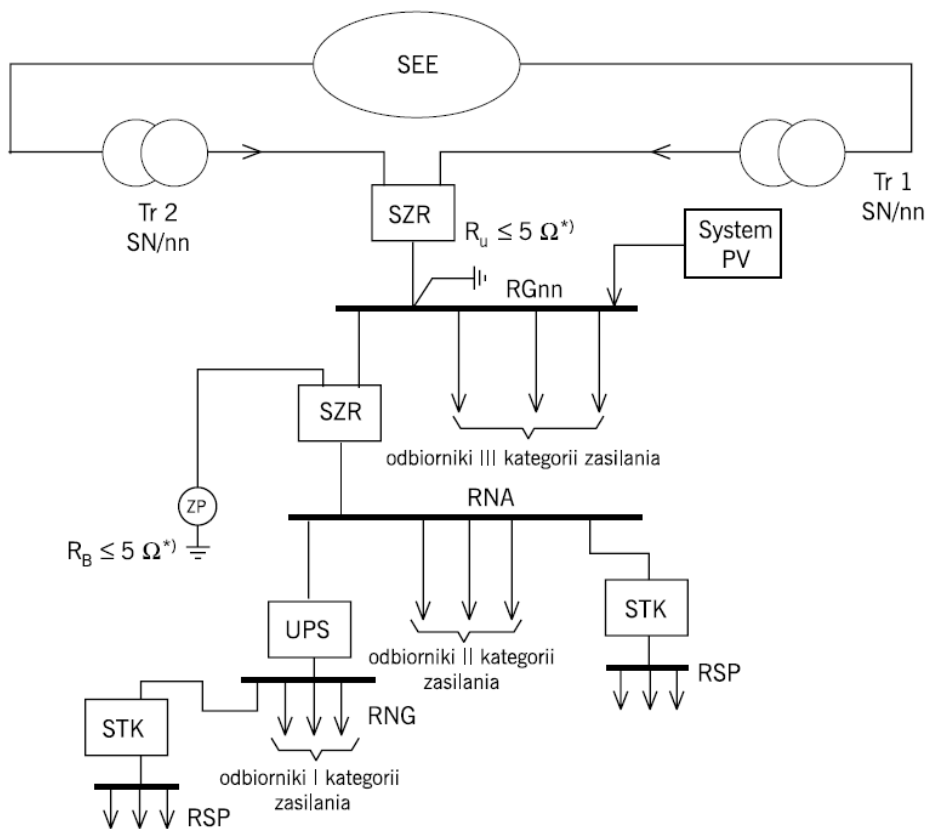 SEE
Tr 2
SN/nn
Tr 1
SN/nn
SZR
R_u ≤ 5 Ω*)
System
PV
RGnn
SZR
odbiorniki III kategorii zasilania
ZP
R_B ≤ 5 Ω*)
RNA
UPS
STK
odbiorniki II kategorii
zasilania
RSP
RNG
STK
odbiorniki I kategorii
zasilania
RSP